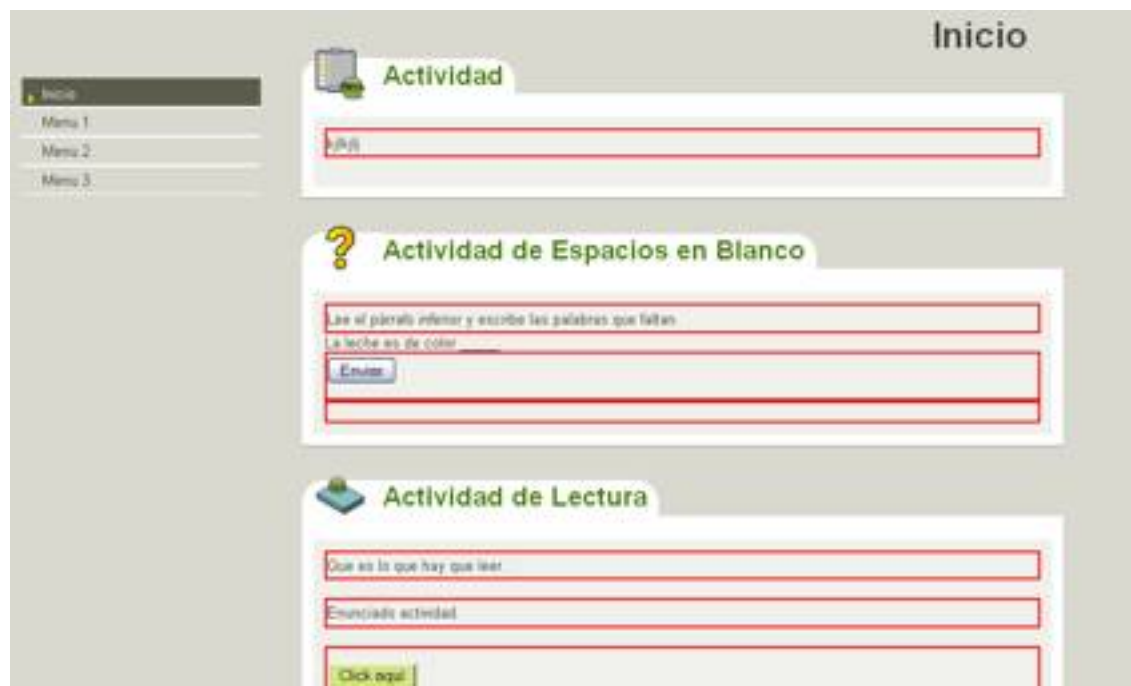 Inicio
Inicio
Menu 1
Menu 2
Menu 3
Actividad
Actividad de Espacios en Blanco
Lee el párrafo inferior y escribe las palabras que faltan
La leche es de color _____
Enviar
Actividad de Lectura
Que es lo que hay que leer
Enunciado actividad
Click aquí